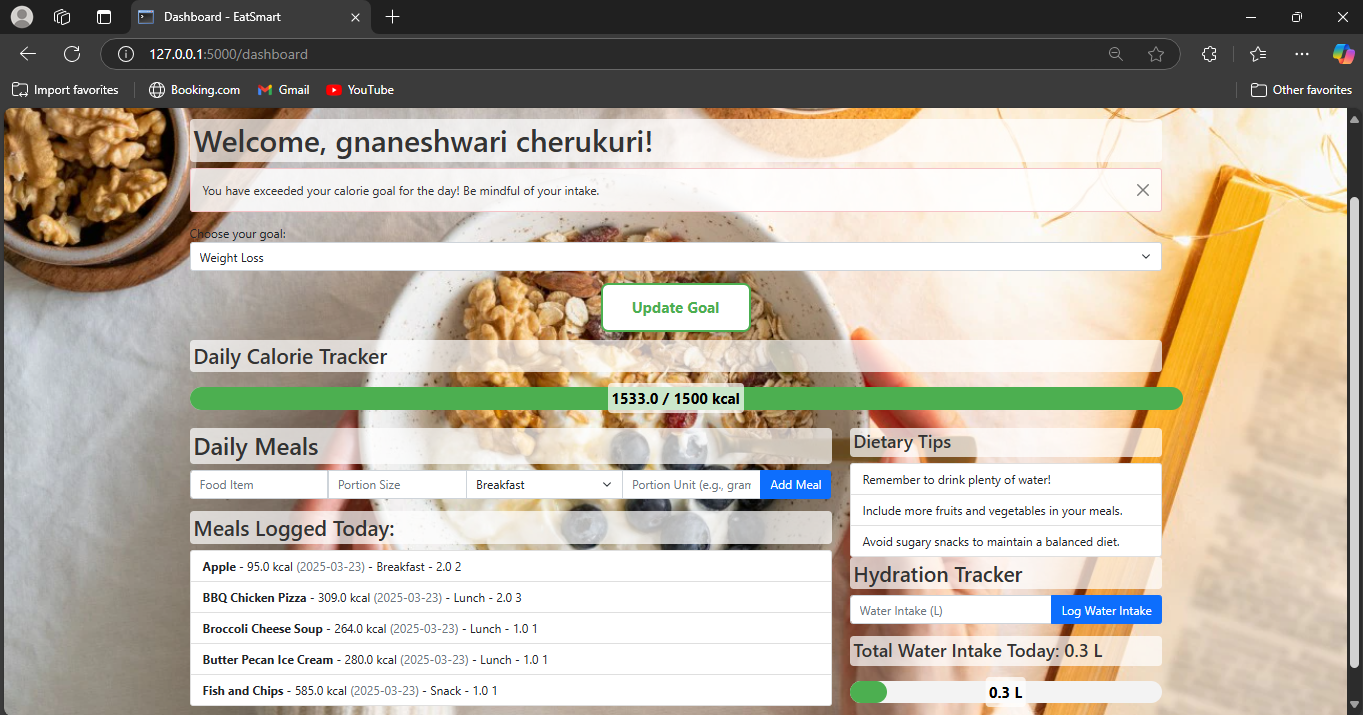 Dashboard - EatSmart
127.0.0.1:5000/dashboard
Import favorites
Booking.com
Gmail
YouTube
Other favorites
Welcome, gnaneshwari cherukuri!
You have exceeded your calorie goal for the day! Be mindful of your intake.
Choose your goal:
Weight Loss
Update Goal
Daily Calorie Tracker
1533.0 / 1500 kcal
Daily Meals
Food Item
Portion Size
Breakfast
Portion Unit (e.g., gram
Add Meal
Meals Logged Today:
Apple - 95.0 kcal (2025-03-23) - Breakfast - 2.0 2
BBQ Chicken Pizza - 309.0 kcal (2025-03-23) - Lunch - 2.0 3
Broccoli Cheese Soup - 264.0 kcal (2025-03-23) - Lunch - 1.0 1
Butter Pecan Ice Cream - 280.0 kcal (2025-03-23) - Lunch - 1.0 1
Fish and Chips - 585.0 kcal (2025-03-23) - Snack - 1.0 1
Dietary Tips
Remember to drink plenty of water!
Include more fruits and vegetables in your meals.
Avoid sugary snacks to maintain a balanced diet.
Hydration Tracker
Water Intake (L)
Log Water Intake
Total Water Intake Today: 0.3 L
0.3 L